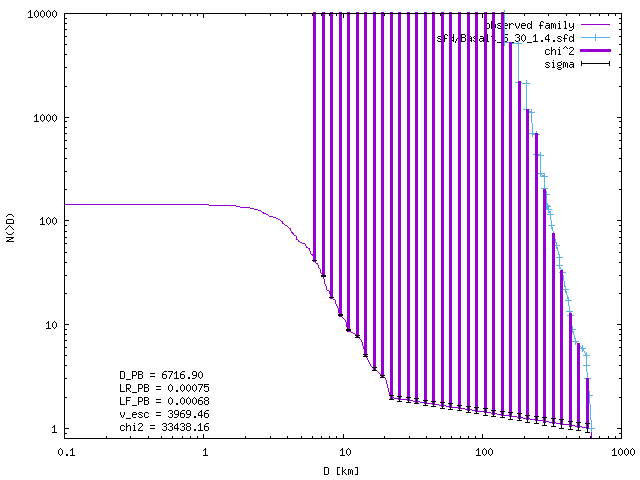 10000
1000
100
10
1
N(>D)
observed family
sfd/Basalt_5_30_1.4.sfd
chi^2
sigma
D_PB = 6716.90
LR_PB = 0.00075
LF_PB = 0.00068
v_esc = 3969.46
chi2 = 33438.16
0.1 1 10 100 1000
D [km]